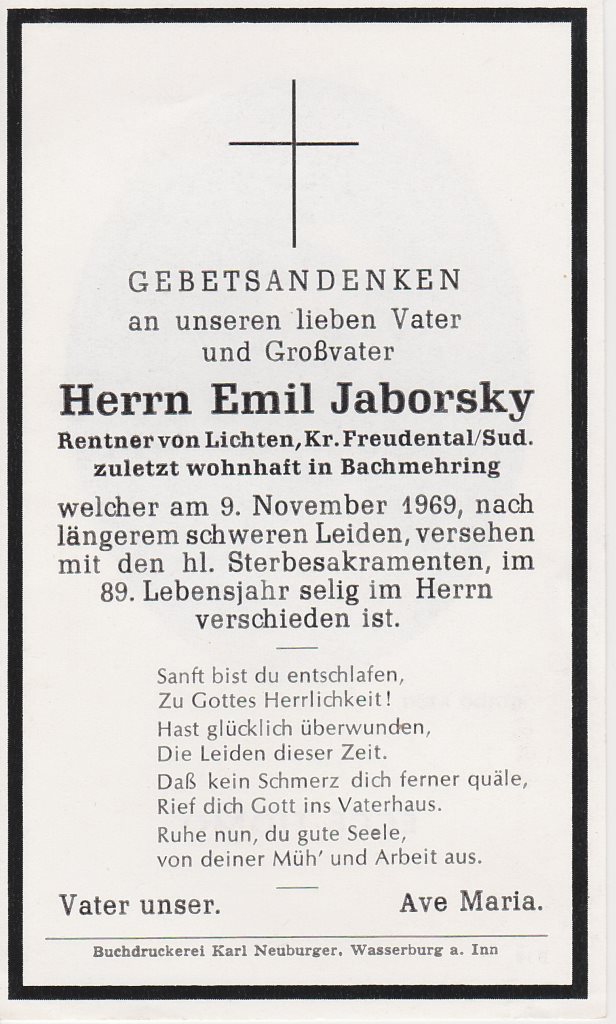 GEBETSANDENKEN
an unseren lieben Vater
und Großvater
Herrn Emil Jaborsky
Rentner von Lichten, Kr. Freudental/Sud.
zuletzt wohnhaft in Bachmehring
welcher am 9. November 1969, nach
längerem schweren Leiden, versehen
mit den hl. Sterbesakramenten, im
89. Lebensjahr selig im Herrn
verschieden ist.
Sanft bist du entschlafen,
Zu Gottes Herrlichkeit!
Hast glücklich überwunden,
Die Leiden dieser Zeit.
Daß kein Schmerz dich ferner quäle,
Rief dich Gott ins Vaterhaus.
Ruhe nun, du gute Seele,
von deiner Müh' und Arbeit aus.
Vater unser. Ave Maria.
Buchdruckerei Karl Neuburger, Wasserburg a. Inn